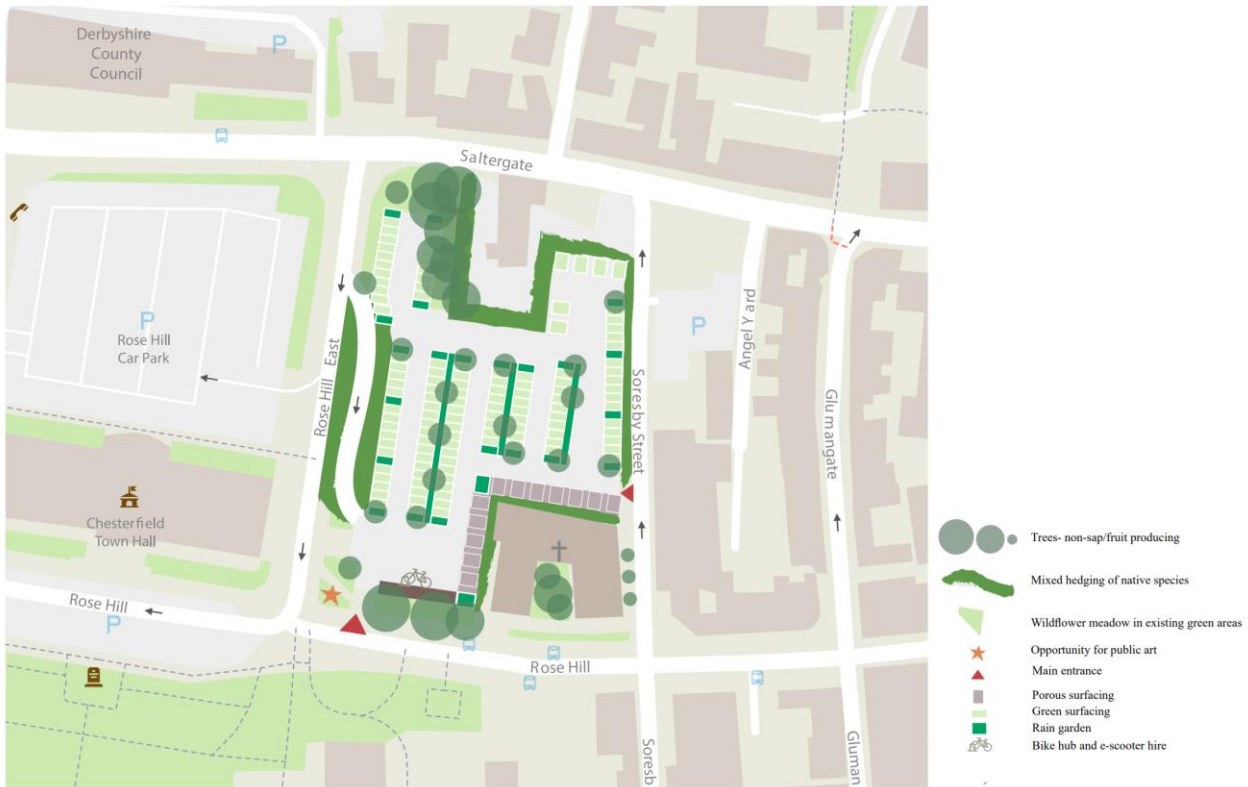 Derbyshire
County
Council
P
Saltergate
P
Rose Hill
Car Park
Rose Hill
East
Soresby Street
P
Angel Y ard
Glumangate
Chesterfield
Town Hall
Rose Hill
P
Rose Hill
Soresb
Gluman
Trees- non-sap/fruit producing
Mixed hedging of native species
Wildflower meadow in existing green areas
Opportunity for public art
Main entrance
Porous surfacing
Green surfacing
Rain garden
Bike hub and e-scooter hire